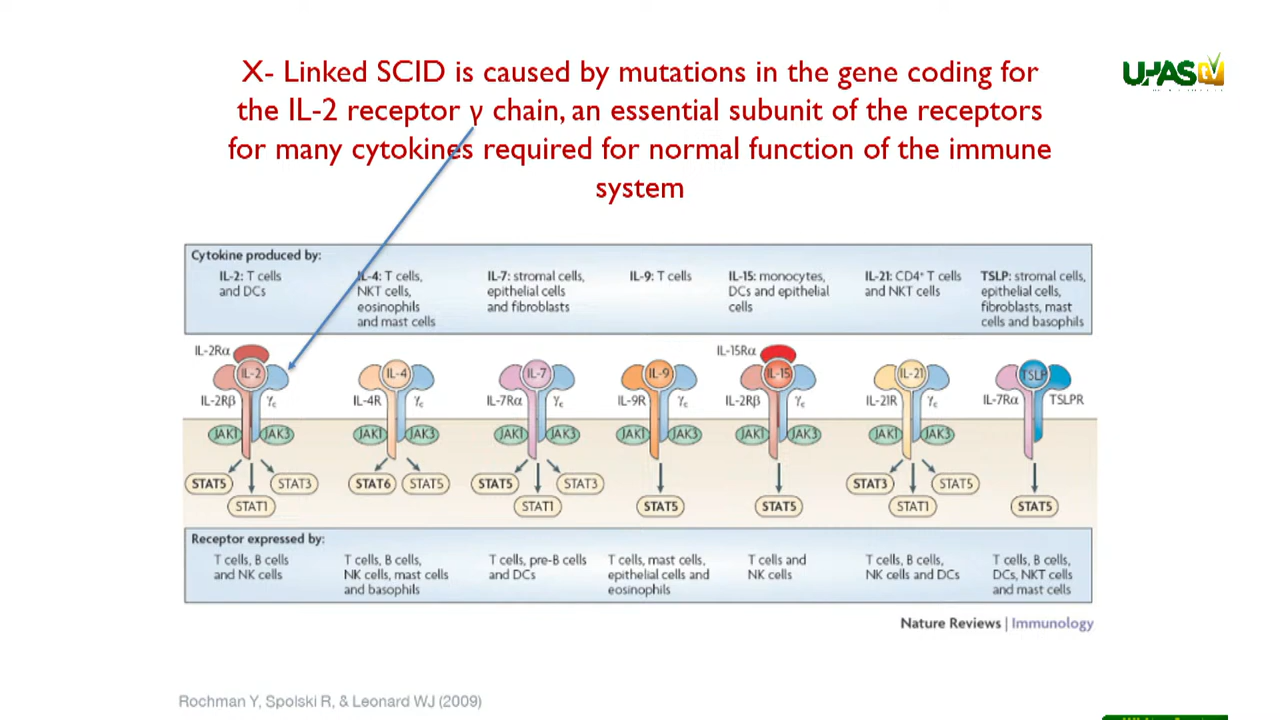 X- Linked SCID is caused by mutations in the gene coding for
the IL-2 receptor γ chain, an essential subunit of the receptors
for many cytokines required for normal function of the immune
system
UPAS tv
Cytokine produced by:
IL-2: T cells
and DCs
IL-4: T cells,
NKT cells,
eosinophils
and mast cells
IL-7: stromal cells,
epithelial cells
and fibroblasts
IL-9: T cells
IL-15: monocytes,
DCs and epithelial
cells
IL-21: CD4⁺ T cells
and NKT cells
TSLP: stromal cells,
epithelial cells,
fibroblasts, mast
cells and basophils
IL-2Rα
IL-2
IL-2Rβ
γc
JAK1
JAK3
STAT5
STAT3
STAT1
IL-4
IL-4R
γc
JAK1
JAK3
STAT6
STAT5
IL-7
IL-7Rα
γc
JAK1
JAK3
STAT5
STAT3
STAT1
IL-9
IL-9R
γc
JAK1
JAK3
STAT5
IL-15Rα
IL-15
IL-2Rβ
γc
JAK1
JAK3
STAT5
IL-21
IL-21R
γc
JAK1
JAK3
STAT3
STAT5
STAT1
TSLP
IL-7Rα
TSLPR
STAT5
Receptor expressed by:
T cells, B cells
and NK cells
T cells, B cells,
NK cells, mast cells
and basophils
T cells, pre-B cells
and DCs
T cells, mast cells,
epithelial cells and
eosinophils
T cells and
NK cells
T cells, B cells,
NK cells and DCs
T cells, B cells,
DCs, NKT cells
and mast cells
Nature Reviews | Immunology
Rochman Y, Spolski R, & Leonard WJ (2009)